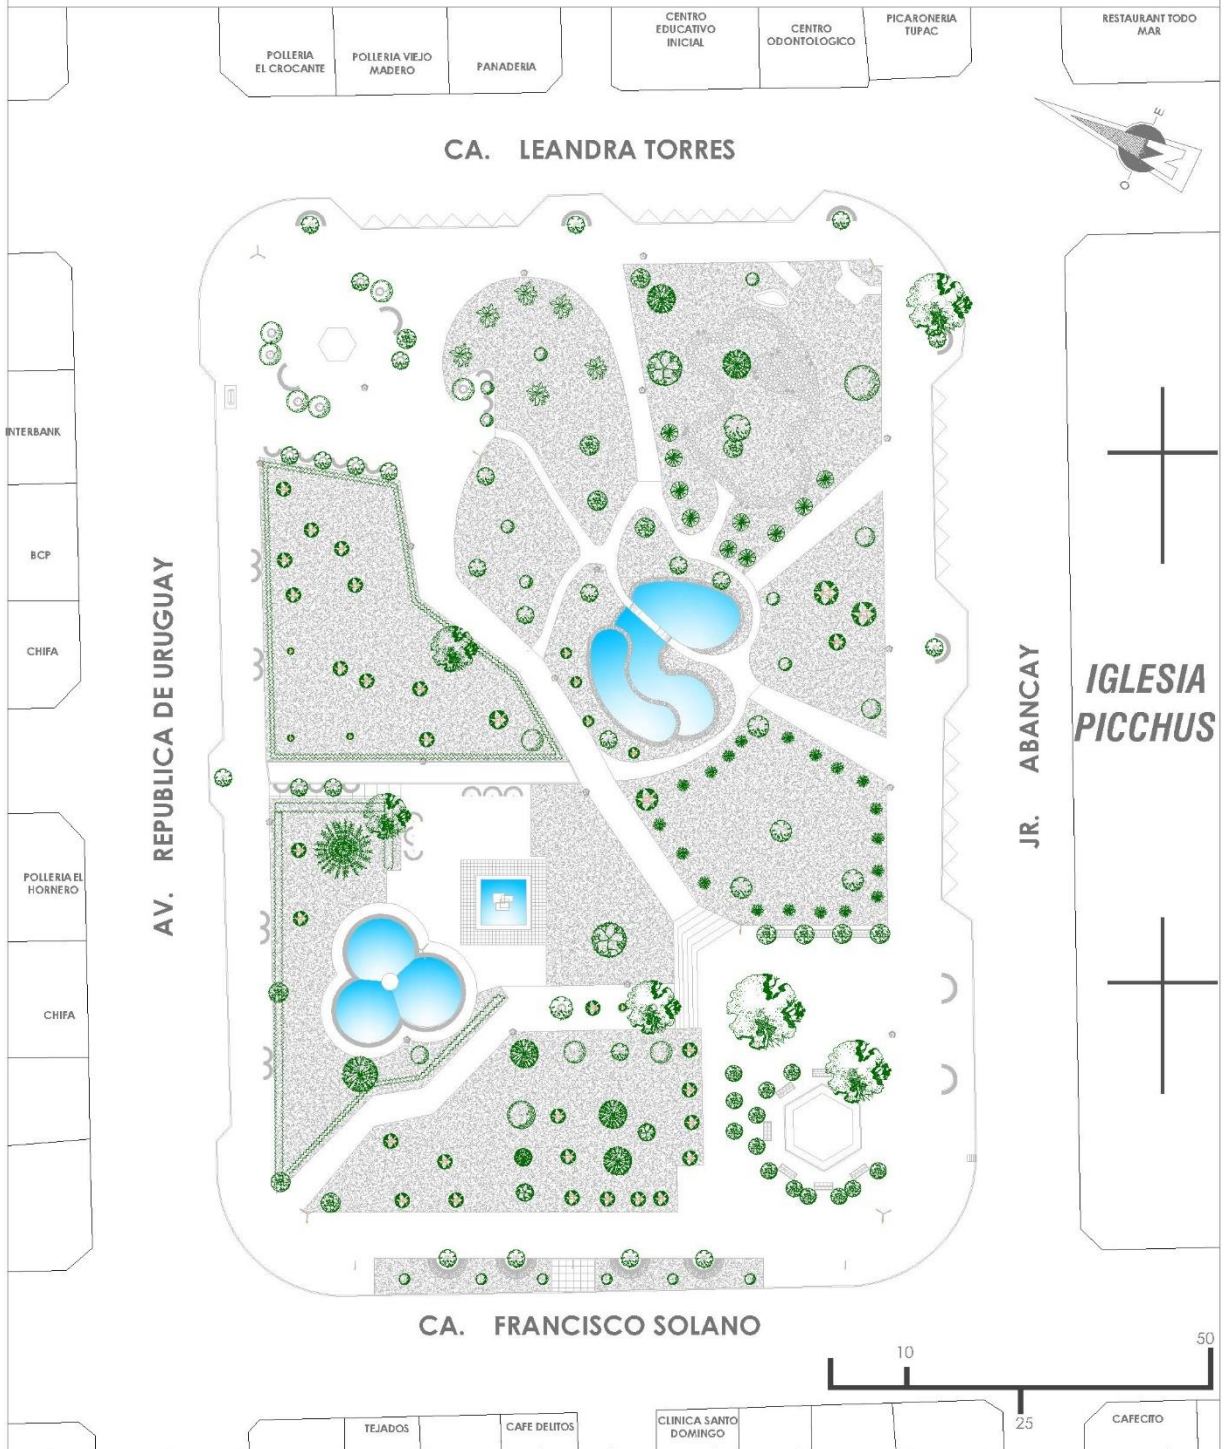 POLLERIA
EL CROCANTE
POLLERIA VIEJO
MADERO
PANADERIA
CENTRO
EDUCATIVO
INICIAL
CENTRO
ODONTOLOGICO
PICARONERIA
TUPAC
RESTAURANT TODO
MAR
CA. LEANDRA TORRES
E
N
O
INTERBANK
BCP
CHIFA
AV. REPUBLICA DE URUGUAY
JR. ABANCAY
IGLESIA
PICCHUS
POLLERIA EL
HORNERO
CHIFA
CA. FRANCISCO SOLANO
10
25
50
TEJADOS
CAFE DELITOS
CLINICA SANTO
DOMINGO
CAFECITO